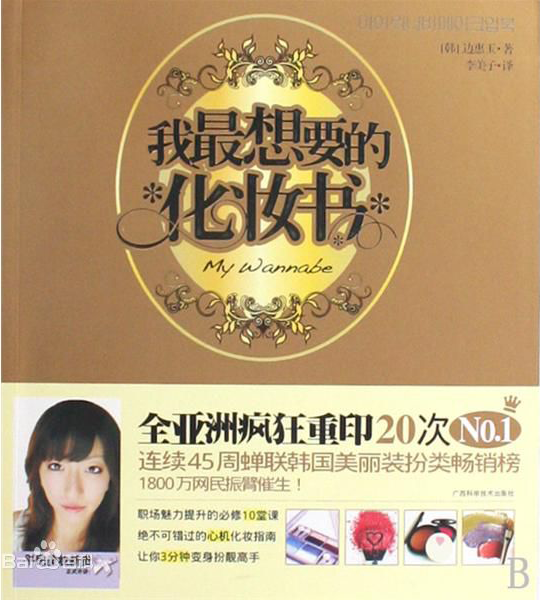 [韩]边惠玉·著
李美子·译
我最想要的
化妆书
My Wannabe
全亚洲疯狂重印20次 No.1
连续45周蝉联韩国美丽装扮类畅销榜
1800万网民振臂催生！
广西科学技术出版社
职场魅力提升的必修10堂课
绝不可错过的心机化妆指南
让你3分钟变身扮靓高手
B